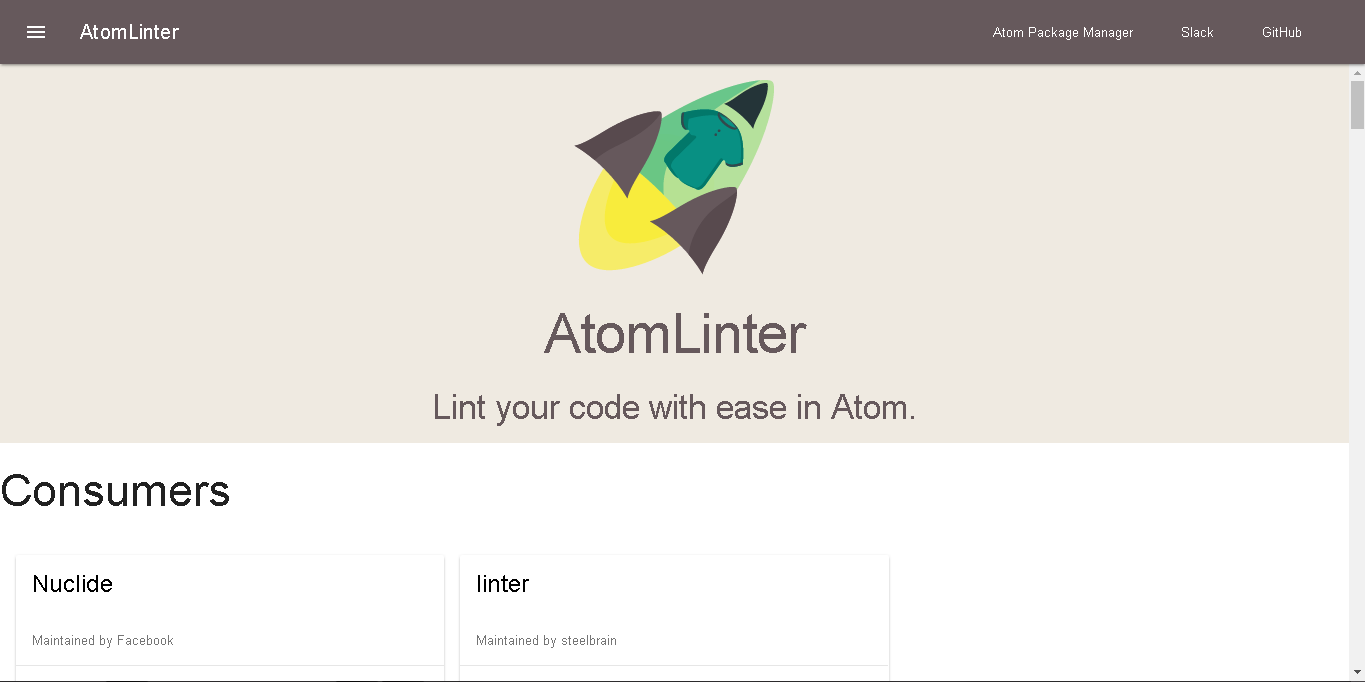 AtomLinter
Atom Package Manager
Slack
GitHub
AtomLinter
Lint your code with ease in Atom.
Consumers
Nuclide
linter
Maintained by Facebook
Maintained by steelbrain